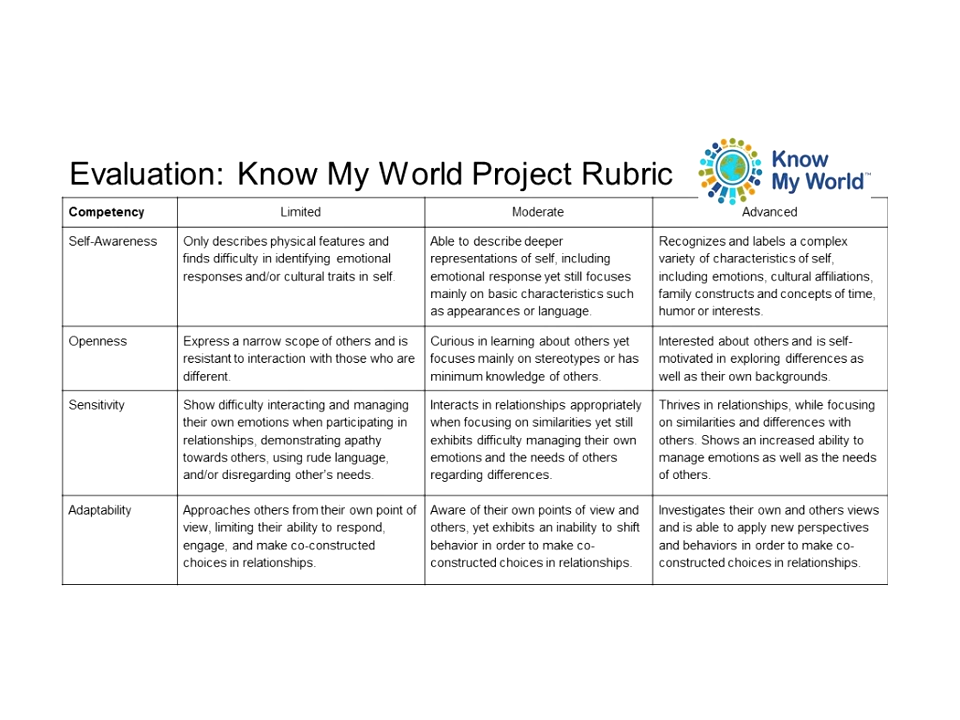 Evaluation: Know My World Project Rubric
Know
My World™
Competency
Limited
Moderate
Advanced
Self-Awareness
Only describes physical features and
finds difficulty in identifying emotional
responses and/or cultural traits in self.
Able to describe deeper
representations of self, including
emotional response yet still focuses
mainly on basic characteristics such
as appearances or language.
Recognizes and labels a complex
variety of characteristics of self,
including emotions, cultural affiliations,
family constructs and concepts of time,
humor or interests.
Openness
Express a narrow scope of others and is
resistant to interaction with those who are
different.
Curious in learning about others yet
focuses mainly on stereotypes or has
minimum knowledge of others.
Interested about others and is self-
motivated in exploring differences as
well as their own backgrounds.
Sensitivity
Show difficulty interacting and managing
their own emotions when participating in
relationships, demonstrating apathy
towards others, using rude language,
and/or disregarding other's needs.
Interacts in relationships appropriately
when focusing on similarities yet still
exhibits difficulty managing their own
emotions and the needs of others
regarding differences.
Thrives in relationships, while focusing
on similarities and differences with
others. Shows an increased ability to
manage emotions as well as the needs
of others.
Adaptability
Approaches others from their own point of
view, limiting their ability to respond,
engage, and make co-constructed
choices in relationships.
Aware of their own points of view and
others, yet exhibits an inability to shift
behavior in order to make co-
constructed choices in relationships.
Investigates their own and others views
and is able to apply new perspectives
and behaviors in order to make co-
constructed choices in relationships.